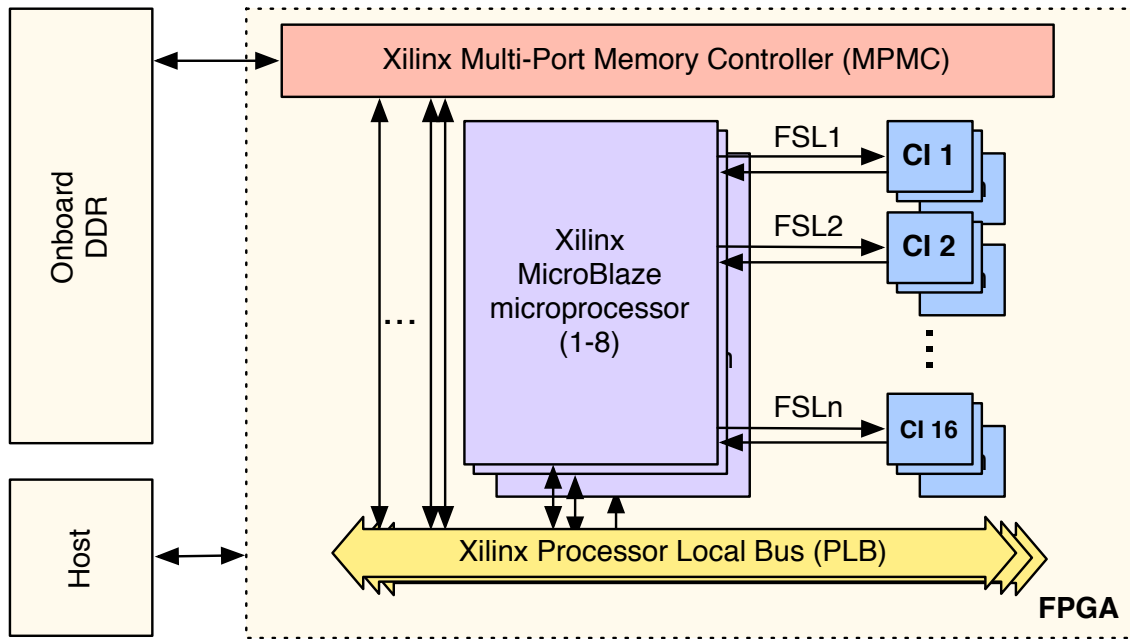 Onboard
DDR
Host
Xilinx Multi-Port Memory Controller (MPMC)
...
Xilinx
MicroBlaze
microprocessor
(1-8)
FSL1
CI 1
FSL2
CI 2
FSLn
CI 16
Xilinx Processor Local Bus (PLB)
FPGA